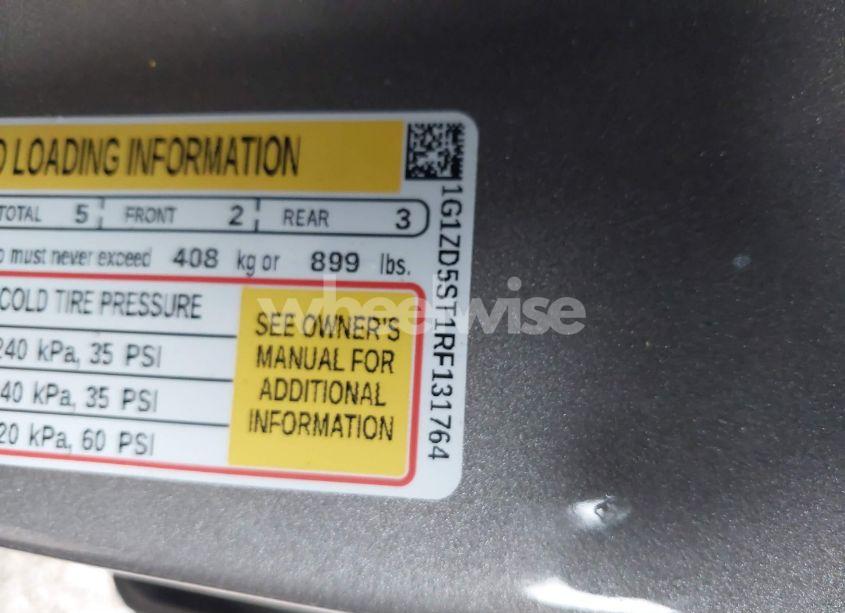 LOADING INFORMATION
TOTAL 5 FRONT 2 REAR 3
must never exceed 408 kg or 899 lbs.
COLD TIRE PRESSURE
240 kPa, 35 PSI
40 kPa, 35 PSI
20 kPa, 60 PSI
SEE OWNER'S
MANUAL FOR
ADDITIONAL
INFORMATION
1G1ZD5ST1RF131764
wheelwise